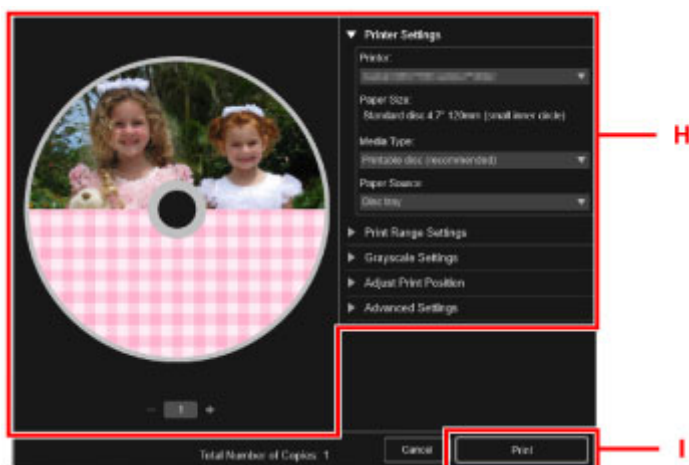 Printer Settings
Printer:
Paper Size:
Standard disc 4.7" 120mm (small inner circle)
H
Media Type:
Printable disc (recommended)
Paper Source:
Disc tray
Print Range Settings
Grayscale Settings
Adjust Print Position
Advanced Settings
- 1 +
Total Number of Copies: 1
Cancel
Print
I